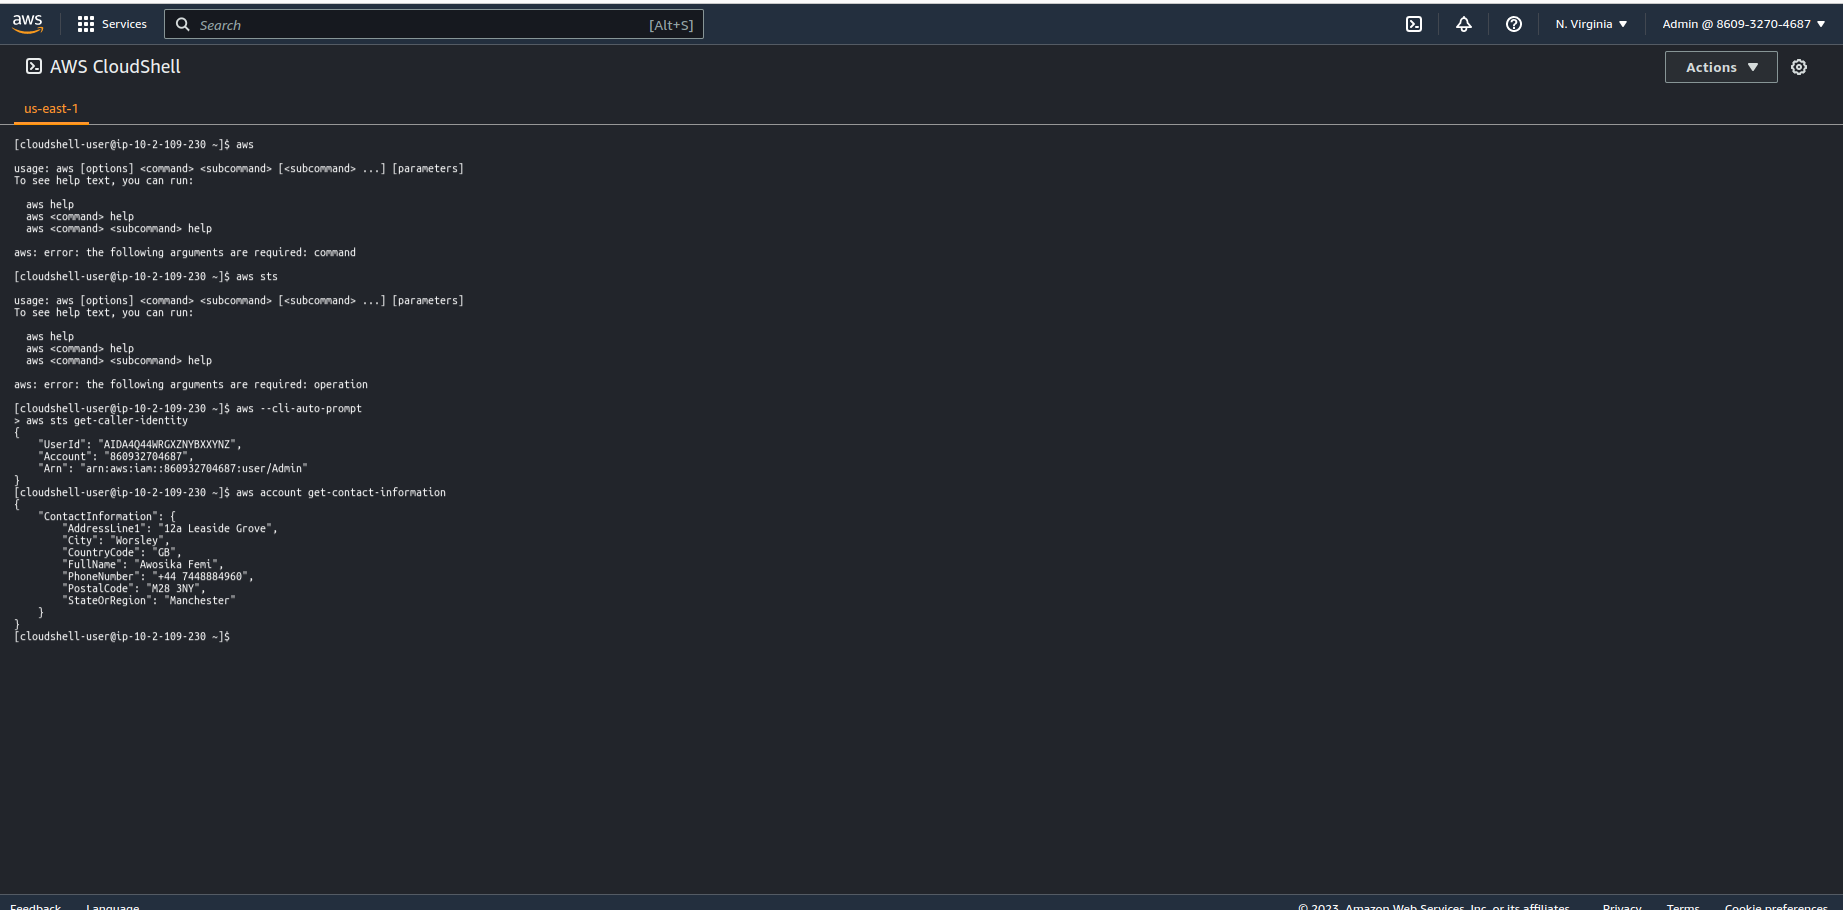 aws Services Search [Alt+S] N. Virginia ▼ Admin @ 8609-3270-4687 ▼
AWS CloudShell Actions ▼
us-east-1
[cloudshell-user@ip-10-2-109-230 ~]$ aws
usage: aws [options] <command> <subcommand> [<subcommand> ...] [parameters]
To see help text, you can run:
aws help
aws <command> help
aws <command> <subcommand> help
aws: error: the following arguments are required: command
[cloudshell-user@ip-10-2-109-230 ~]$ aws sts
usage: aws [options] <command> <subcommand> [<subcommand> ...] [parameters]
To see help text, you can run:
aws help
aws <command> help
aws <command> <subcommand> help
aws: error: the following arguments are required: operation
[cloudshell-user@ip-10-2-109-230 ~]$ aws --cli-auto-prompt
> aws sts get-caller-identity
{
"UserId": "AIDA4Q44WRGXZNYBXXYNZ",
"Account": "860932704687",
"Arn": "arn:aws:iam::860932704687:user/Admin"
}
[cloudshell-user@ip-10-2-109-230 ~]$ aws account get-contact-information
{
"ContactInformation": {
"AddressLine1": "12a Leaside Grove",
"City": "Worsley",
"CountryCode": "GB",
"FullName": "Awosika Femi",
"PhoneNumber": "+44 7448884960",
"PostalCode": "M28 3NY",
"StateOrRegion": "Manchester"
}
}
[cloudshell-user@ip-10-2-109-230 ~]$
Feedback Language © 2023, Amazon Web Services, Inc. or its affiliates. Privacy Terms Cookie preferences